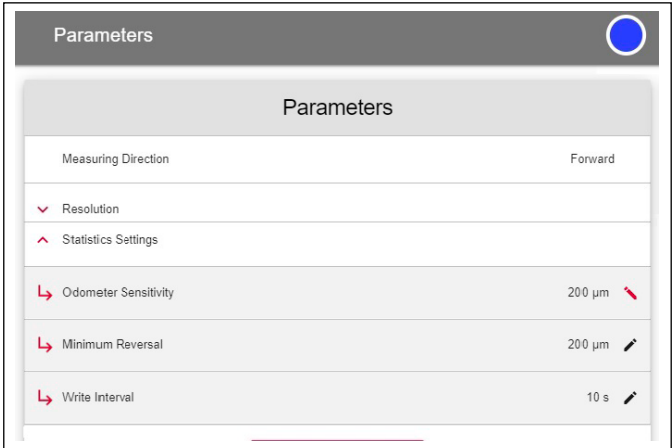 Parameters
Parameters
Measuring Direction Forward
Resolution
Statistics Settings
Odometer Sensitivity 200 µm
Minimum Reversal 200 µm
Write Interval 10 s